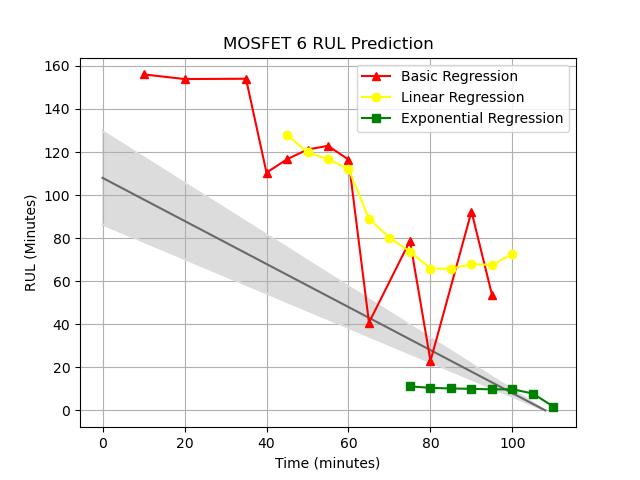 MOSFET 6 RUL Prediction
Basic Regression
Linear Regression
Exponential Regression
RUL (Minutes)
160
140
120
100
80
60
40
20
0
0 20 40 60 80 100
Time (minutes)